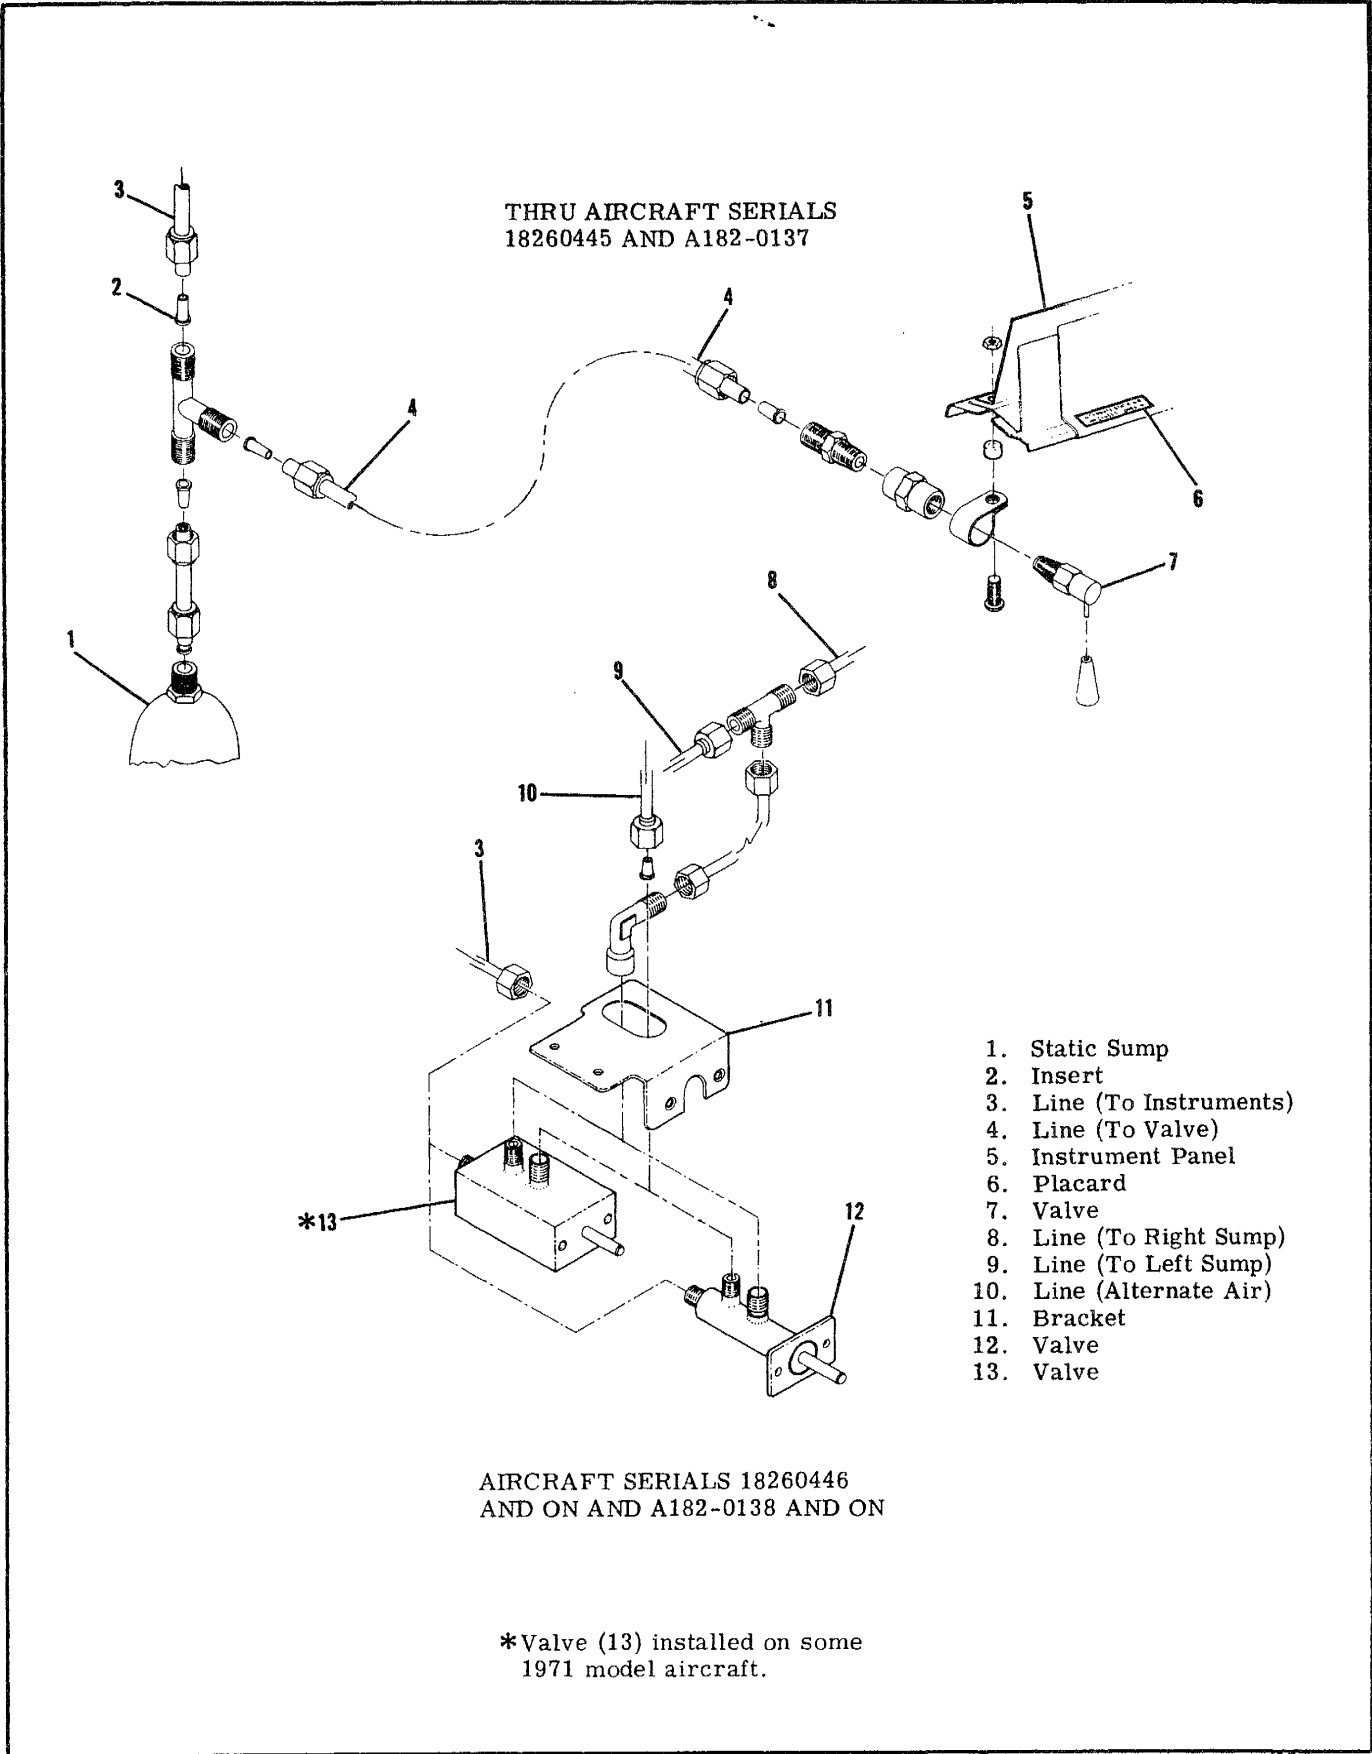 THRU AIRCRAFT SERIALS
18260445 AND A182-0137
3
2
4
4
5
6
7
1
8
9
10
3
11
*13
12
1. Static Sump
2. Insert
3. Line (To Instruments)
4. Line (To Valve)
5. Instrument Panel
6. Placard
7. Valve
8. Line (To Right Sump)
9. Line (To Left Sump)
10. Line (Alternate Air)
11. Bracket
12. Valve
13. Valve
AIRCRAFT SERIALS 18260446
AND ON AND A182-0138 AND ON
*Valve (13) installed on some
1971 model aircraft.